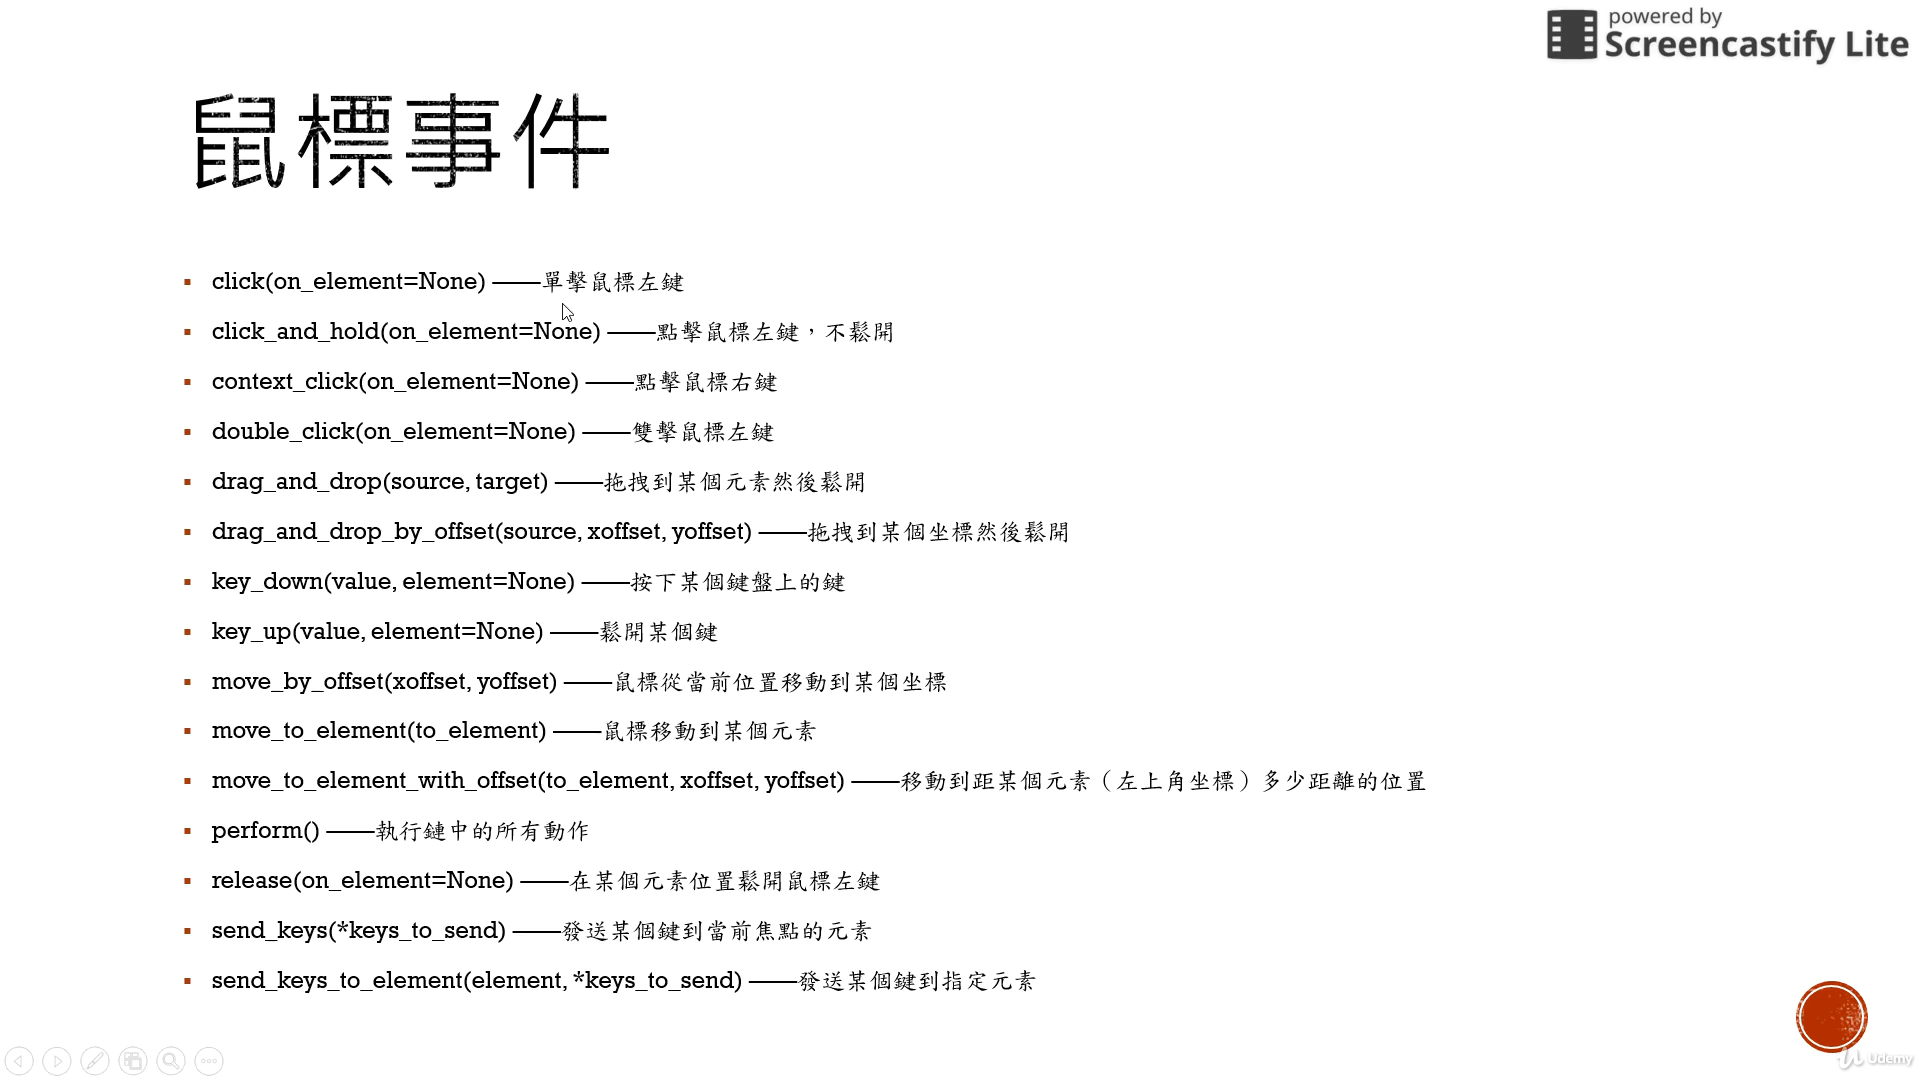 powered by
Screencastify Lite
鼠標事件
click(on_element=None) ——單擊鼠標左鍵
click_and_hold(on_element=None) ——點擊鼠標左鍵，不鬆開
context_click(on_element=None) ——點擊鼠標右鍵
double_click(on_element=None) ——雙擊鼠標左鍵
drag_and_drop(source, target) ——拖拽到某個元素然後鬆開
drag_and_drop_by_offset(source, xoffset, yoffset) ——拖拽到某個坐標然後鬆開
key_down(value, element=None) ——按下某個鍵盤上的鍵
key_up(value, element=None) ——鬆開某個鍵
move_by_offset(xoffset, yoffset) ——鼠標從當前位置移動到某個坐標
move_to_element(to_element) ——鼠標移動到某個元素
move_to_element_with_offset(to_element, xoffset, yoffset) ——移動到距某個元素（左上角坐標）多少距離的位置
perform() ——執行鏈中的所有動作
release(on_element=None) ——在某個元素位置鬆開鼠標左鍵
send_keys(*keys_to_send) ——發送某個鍵到當前焦點的元素
send_keys_to_element(element, *keys_to_send) ——發送某個鍵到指定元素
Udemy